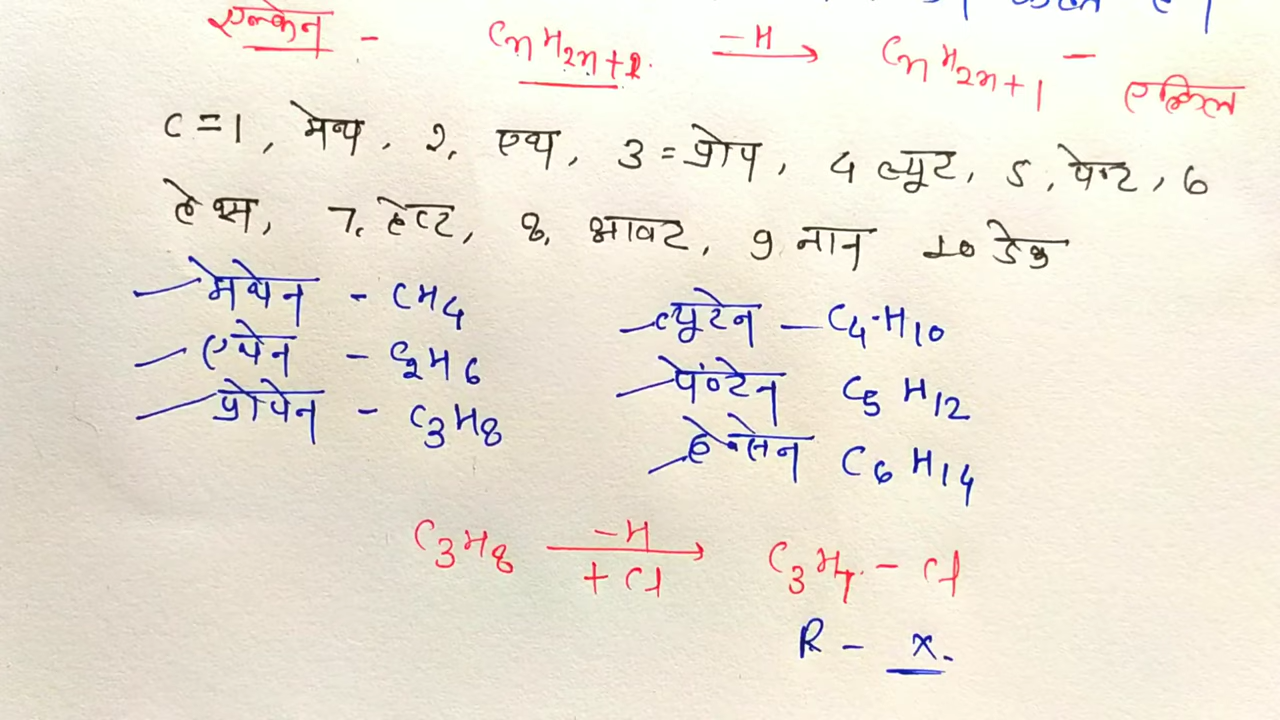 एल्केन - CnH2n+2 -H→ CnH2n+1 - एल्किल
C=1, मेथ, 2, एथ, 3=प्रोप, 4 ब्यूट, 5, पेन्ट, 6
हेक्स, 7, हेप्ट, 8, आक्ट, 9 नान 10 डेक
मेथेन - CH4
एथेन - C2H6
प्रोपेन - C3H8
ब्यूटेन - C4H10
पेंटेन C5H12
हेक्सेन C6H14
C3H8 -H +Cl → C3H7 - Cl
R - X